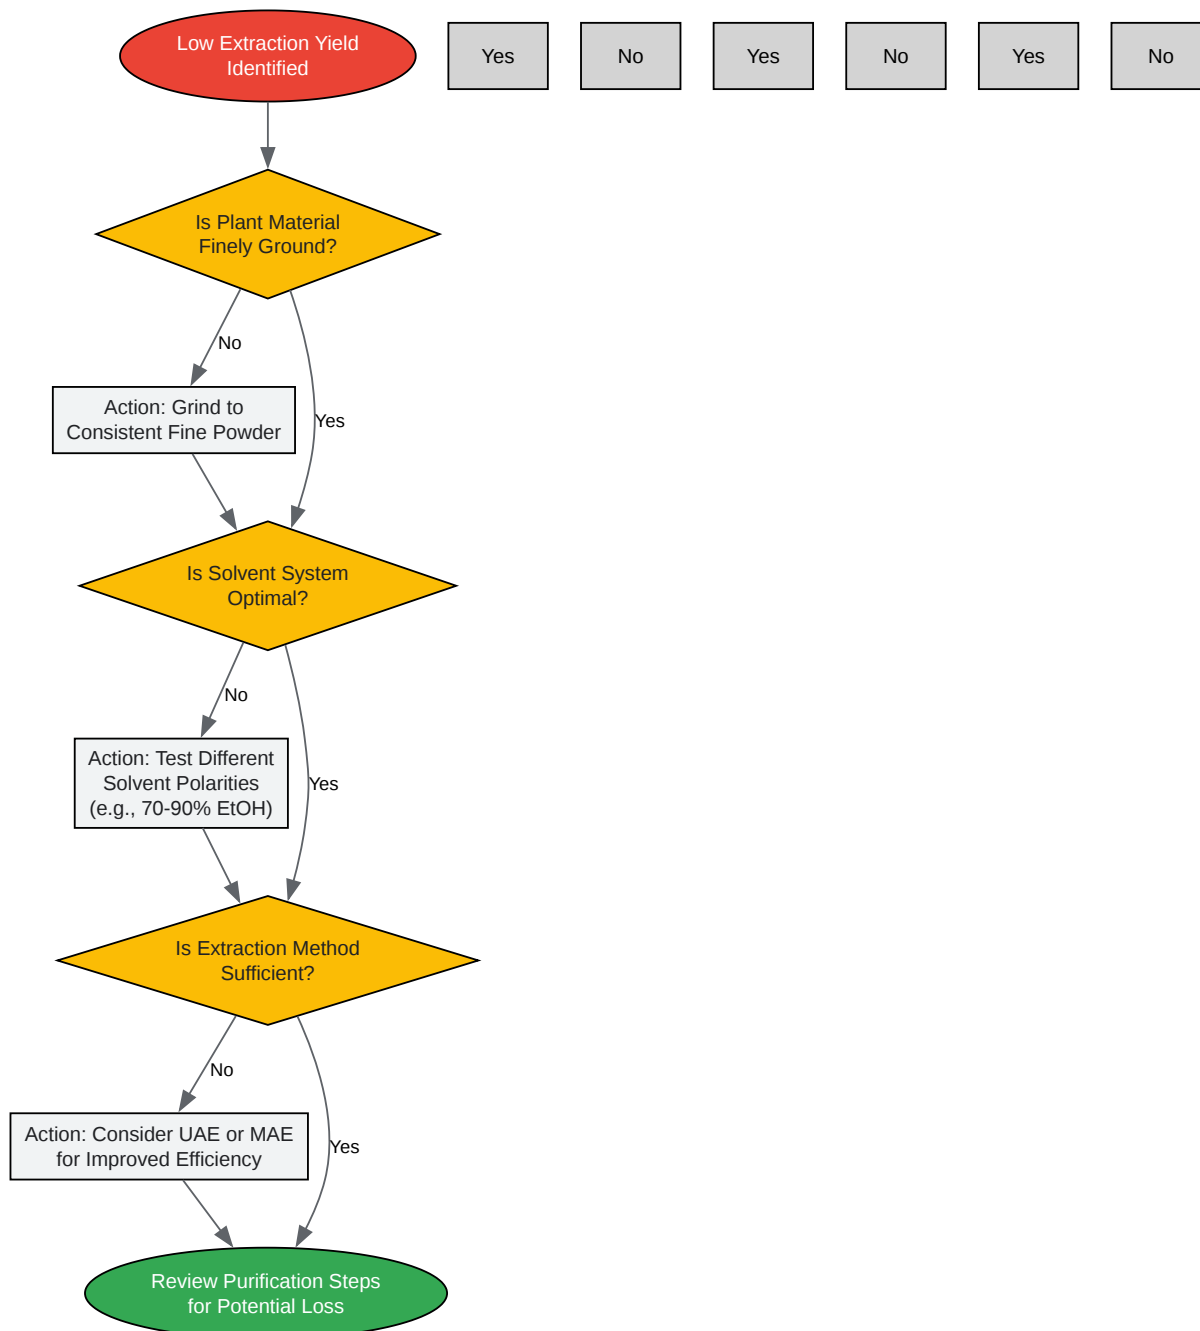 Low Extraction Yield
Identified
Yes
No
Yes
No
Yes
No
Is Plant Material
Finely Ground?
No
Action: Grind to
Consistent Fine Powder
Yes
Is Solvent System
Optimal?
No
Action: Test Different
Solvent Polarities
(e.g., 70-90% EtOH)
Yes
Is Extraction Method
Sufficient?
No
Action: Consider UAE or MAE
for Improved Efficiency
Yes
Review Purification Steps
for Potential Loss